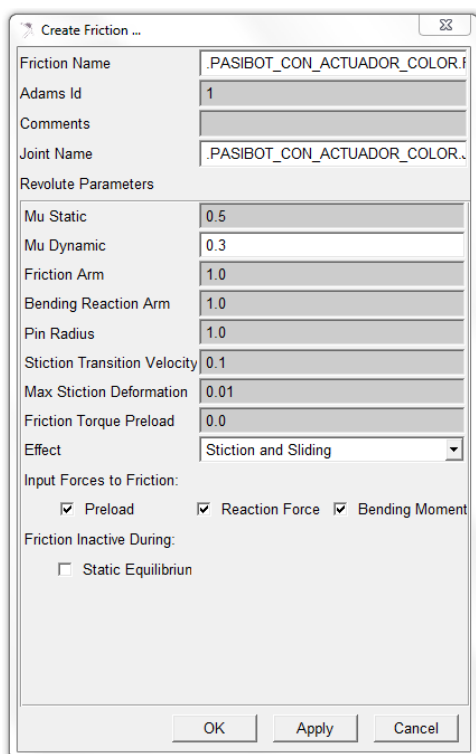 Create Friction ...
Friction Name .PASIBOT_CON_ACTUADOR_COLOR.F
Adams Id 1
Comments
Joint Name .PASIBOT_CON_ACTUADOR_COLOR.J
Revolute Parameters
Mu Static 0.5
Mu Dynamic 0.3
Friction Arm 1.0
Bending Reaction Arm 1.0
Pin Radius 1.0
Stiction Transition Velocity 0.1
Max Stiction Deformation 0.01
Friction Torque Preload 0.0
Effect Stiction and Sliding
Input Forces to Friction:
Preload Reaction Force Bending Moment
Friction Inactive During:
Static Equilibriun
OK Apply Cancel